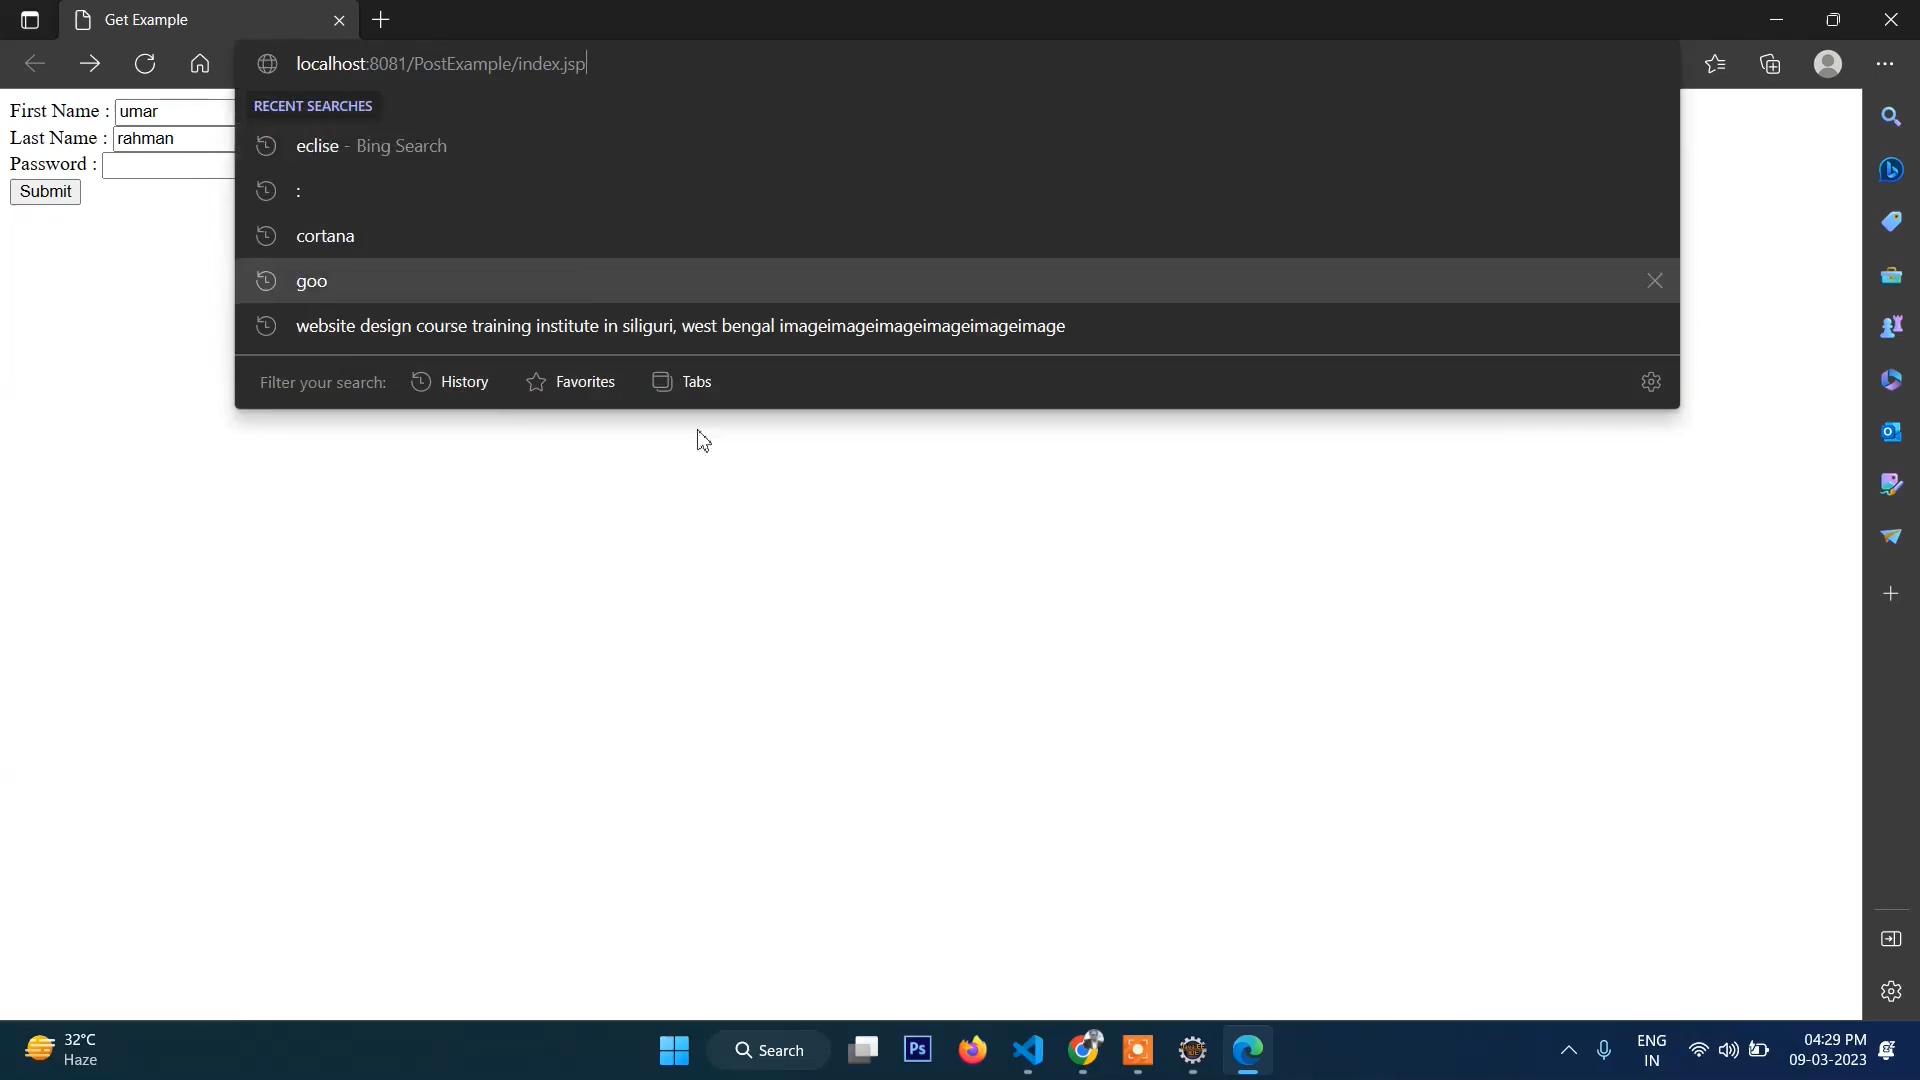 Get Example
localhost:8081/PostExample/index.jsp
First Name : umar
Last Name : rahman
Password :
Submit
RECENT SEARCHES
eclise - Bing Search
:
cortana
goo
website design course training institute in siliguri, west bengal imageimageimageimageimageimage
Filter your search: History Favorites Tabs
32°C
Haze
Search
Ps
ENG
IN
04:29 PM
09-03-2023